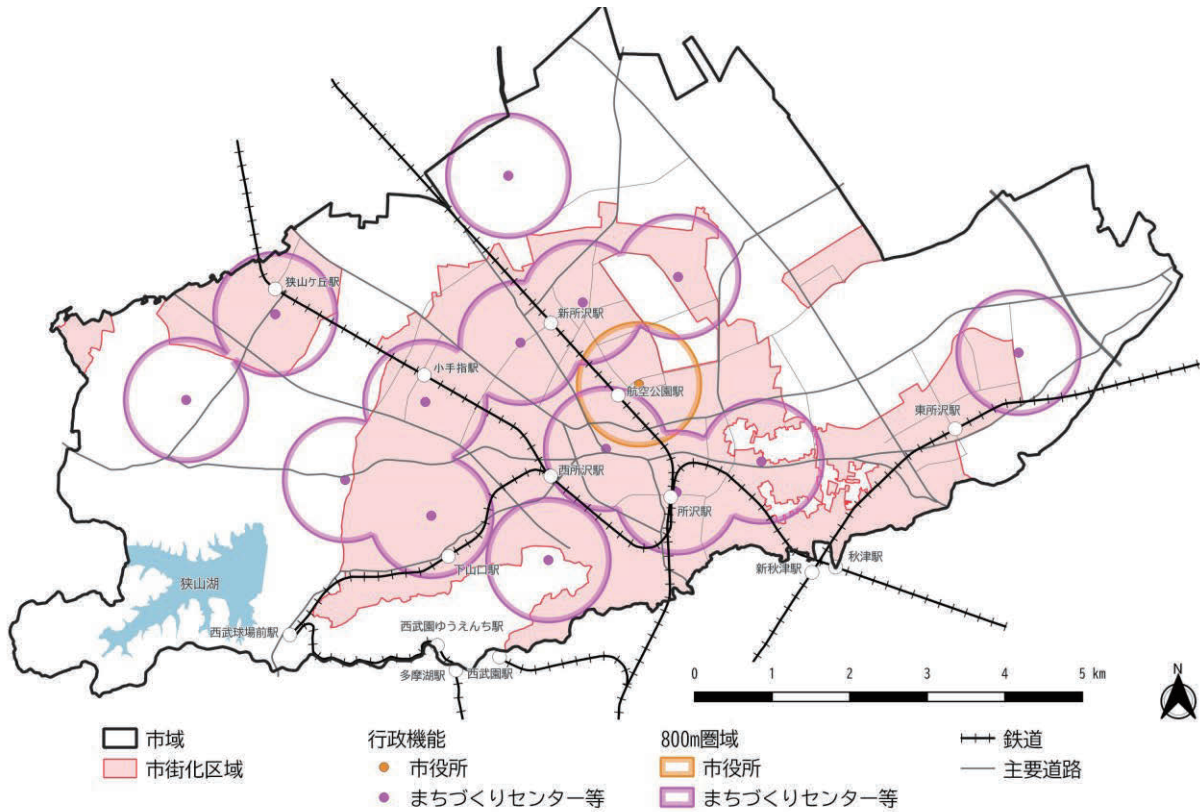 狭山ケ丘駅
新所沢駅
小手指駅
航空公園駅
東所沢駅
西所沢駅
所沢駅
下山口駅
新秋津駅
秋津駅
狭山湖
西武球場前駅
西武園ゆうえんち駅
多摩湖駅
西武園駅
0 1 2 3 4 5 km
N
市域
市街化区域
行政機能
市役所
まちづくりセンター等
800m圏域
市役所
まちづくりセンター等
鉄道
主要道路